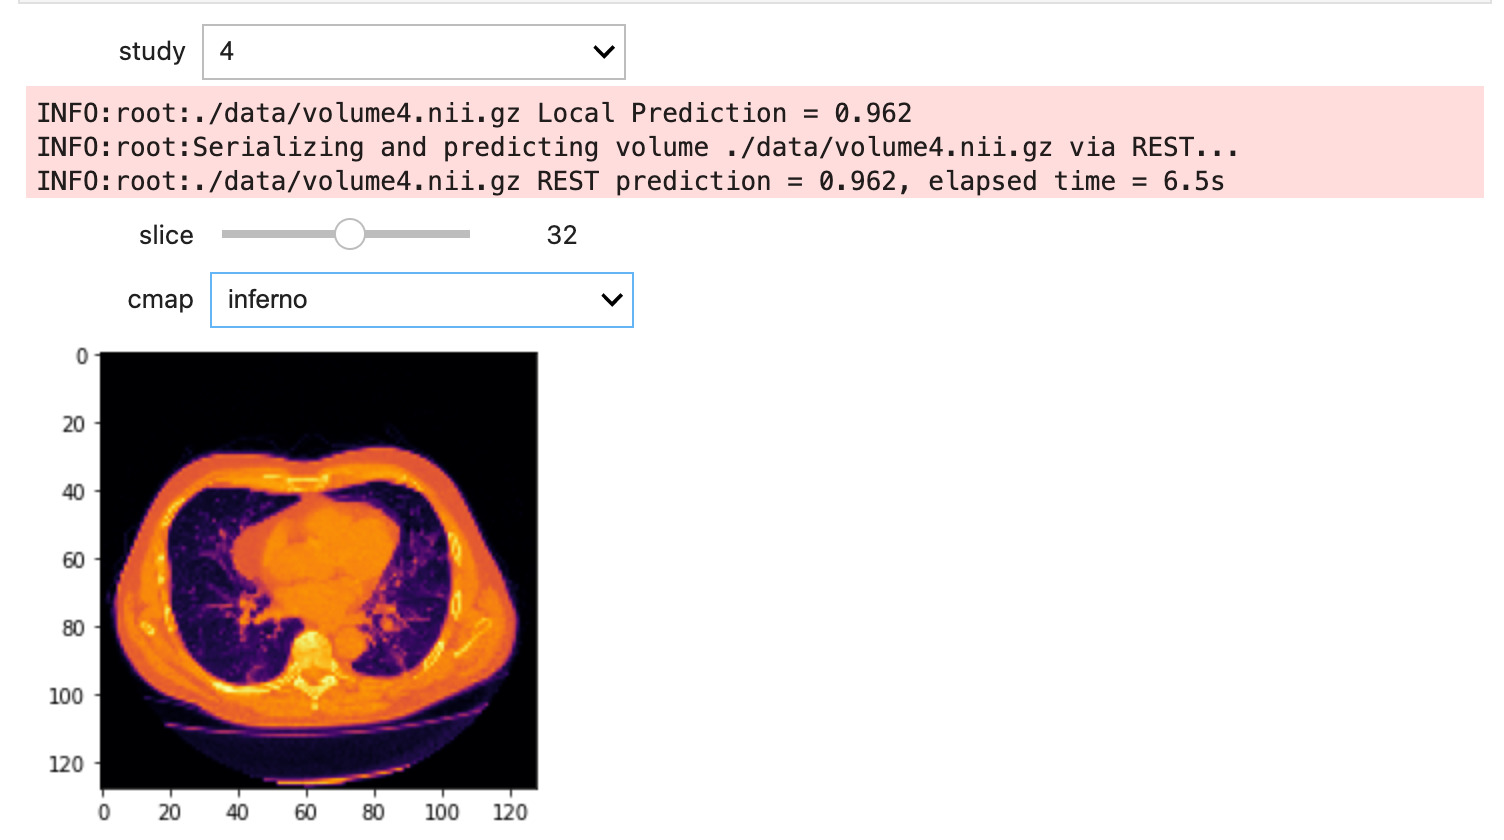 study 4
INFO:root:./data/volume4.nii.gz Local Prediction = 0.962
INFO:root:Serializing and predicting volume ./data/volume4.nii.gz via REST...
INFO:root:./data/volume4.nii.gz REST prediction = 0.962, elapsed time = 6.5s
slice 32
cmap inferno
0
20
40
60
80
100
120
0 20 40 60 80 100 120